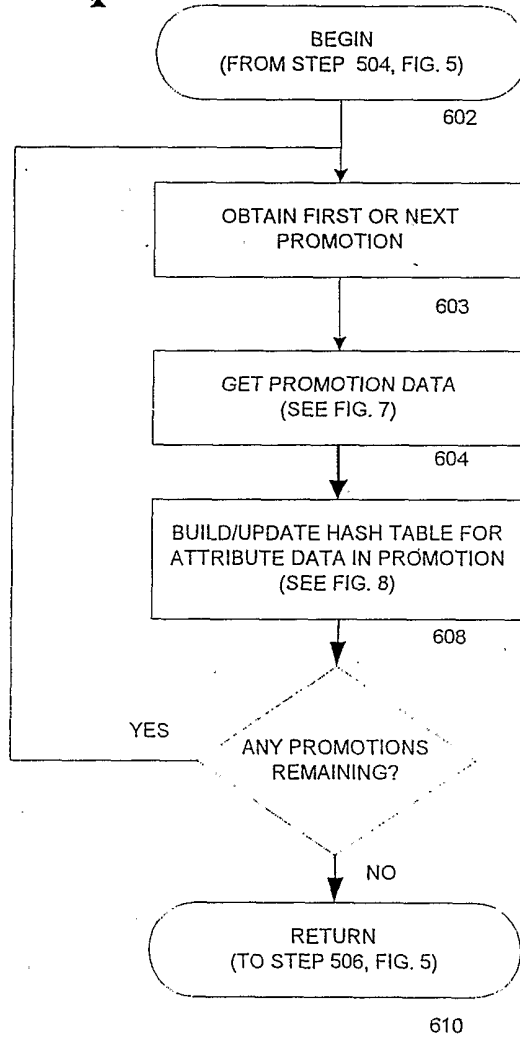 BEGIN
(FROM STEP 504, FIG. 5)
602
OBTAIN FIRST OR NEXT
PROMOTION
603
GET PROMOTION DATA
(SEE FIG. 7)
604
BUILD/UPDATE HASH TABLE FOR
ATTRIBUTE DATA IN PROMOTION
(SEE FIG. 8)
608
YES
ANY PROMOTIONS
REMAINING?
NO
RETURN
(TO STEP 506, FIG. 5)
610